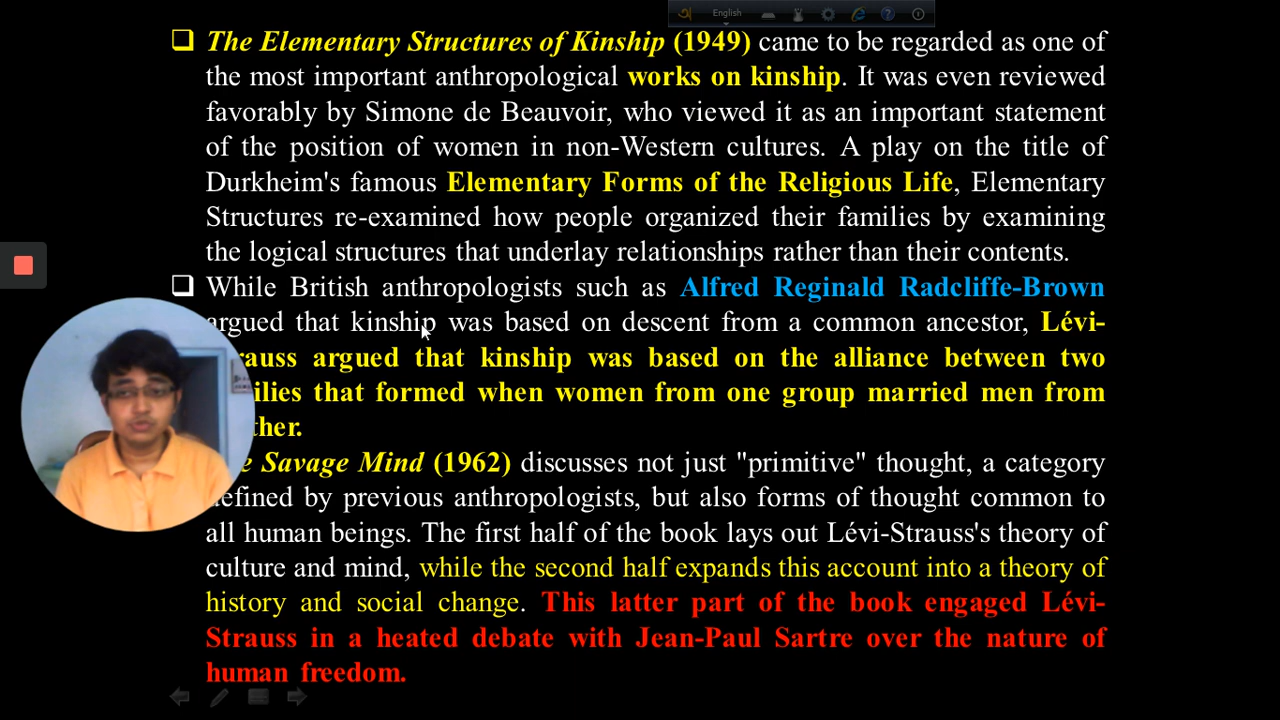 English
The Elementary Structures of Kinship (1949) came to be regarded as one of
the most important anthropological works on kinship. It was even reviewed
favorably by Simone de Beauvoir, who viewed it as an important statement
of the position of women in non-Western cultures. A play on the title of
Durkheim's famous Elementary Forms of the Religious Life, Elementary
Structures re-examined how people organized their families by examining
the logical structures that underlay relationships rather than their contents.
While British anthropologists such as Alfred Reginald Radcliffe-Brown
argued that kinship was based on descent from a common ancestor, Lévi-
rauss argued that kinship was based on the alliance between two
ilies that formed when women from one group married men from
ther.
e Savage Mind (1962) discusses not just "primitive" thought, a category
defined by previous anthropologists, but also forms of thought common to
all human beings. The first half of the book lays out Lévi-Strauss's theory of
culture and mind, while the second half expands this account into a theory of
history and social change. This latter part of the book engaged Lévi-
Strauss in a heated debate with Jean-Paul Sartre over the nature of
human freedom.